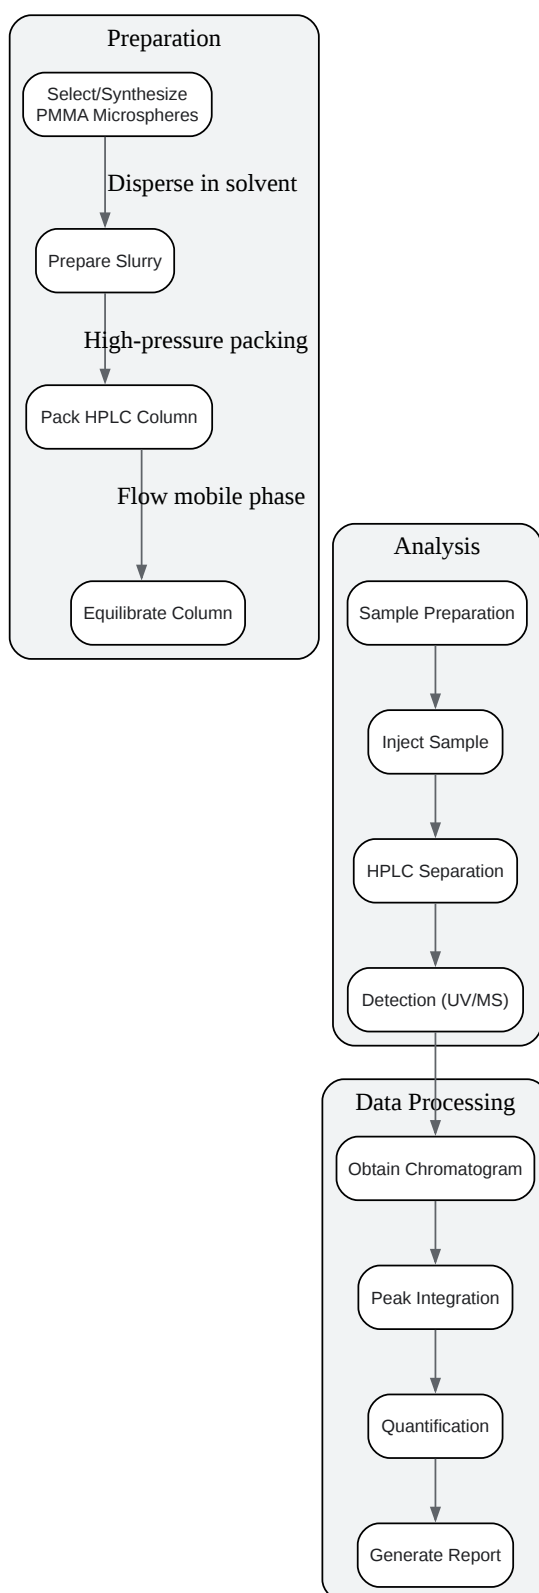 Preparation
Select/Synthesize
PMMA Microspheres
Disperse in solvent
Prepare Slurry
High-pressure packing
Pack HPLC Column
Flow mobile phase
Equilibrate Column
Analysis
Sample Preparation
Inject Sample
HPLC Separation
Detection (UV/MS)
Data Processing
Obtain Chromatogram
Peak Integration
Quantification
Generate Report